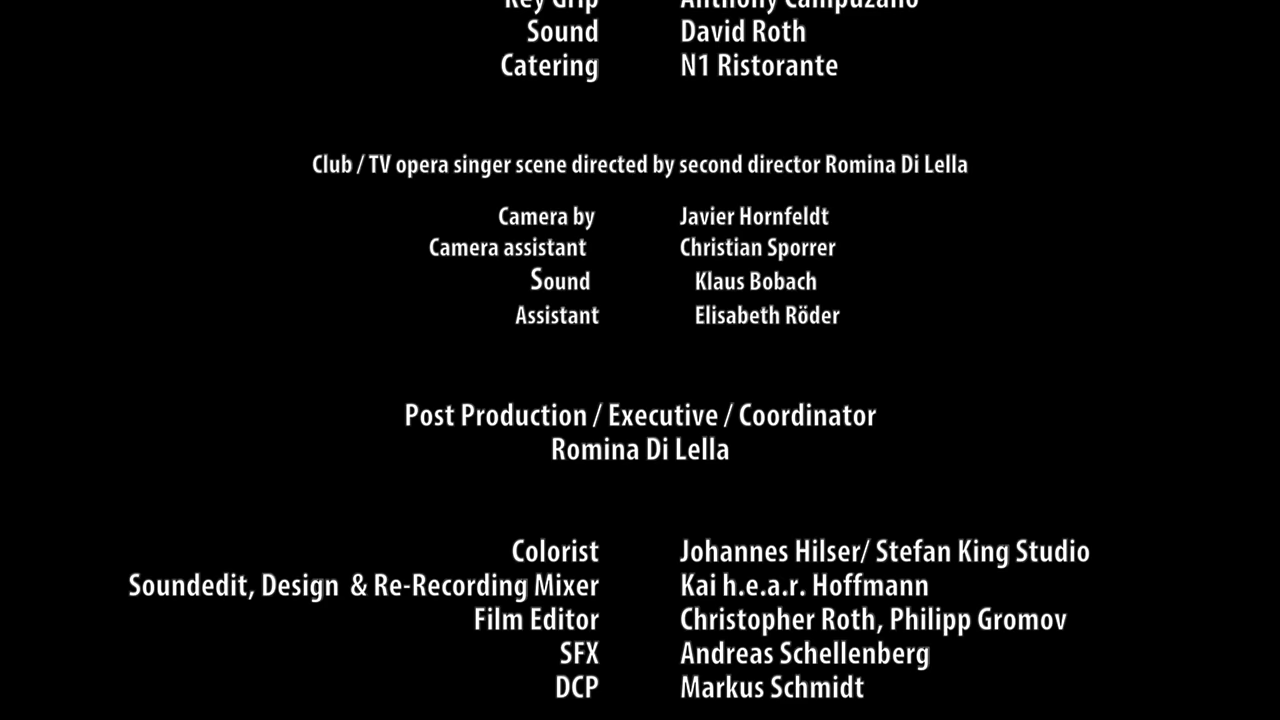 Key Grip Anthony Campuzano
Sound David Roth
Catering N1 Ristorante
Club / TV opera singer scene directed by second director Romina Di Lella
Camera by Javier Hornfeldt
Camera assistant Christian Sporrer
Sound Klaus Bobach
Assistant Elisabeth Röder
Post Production / Executive / Coordinator
Romina Di Lella
Colorist Johannes Hilser/ Stefan King Studio
Soundedit, Design & Re-Recording Mixer Kai h.e.a.r. Hoffmann
Film Editor Christopher Roth, Philipp Gromov
SFX Andreas Schellenberg
DCP Markus Schmidt